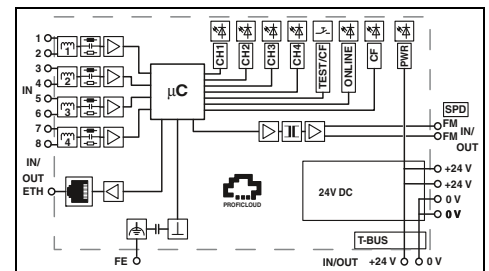 CH1 CH2 CH3 CH4 TEST/CF ONLINE CF PWR
1
2
3
IN 4
5
6
7
8
1
2
3
4
µC
SPD
FM
FM
IN/
OUT
IN/
OUT
ETH
PROFICLOUD
24V DC
+24 V
+24 V
0 V
0 V
T-BUS
FE
IN/OUT +24 V 0 V